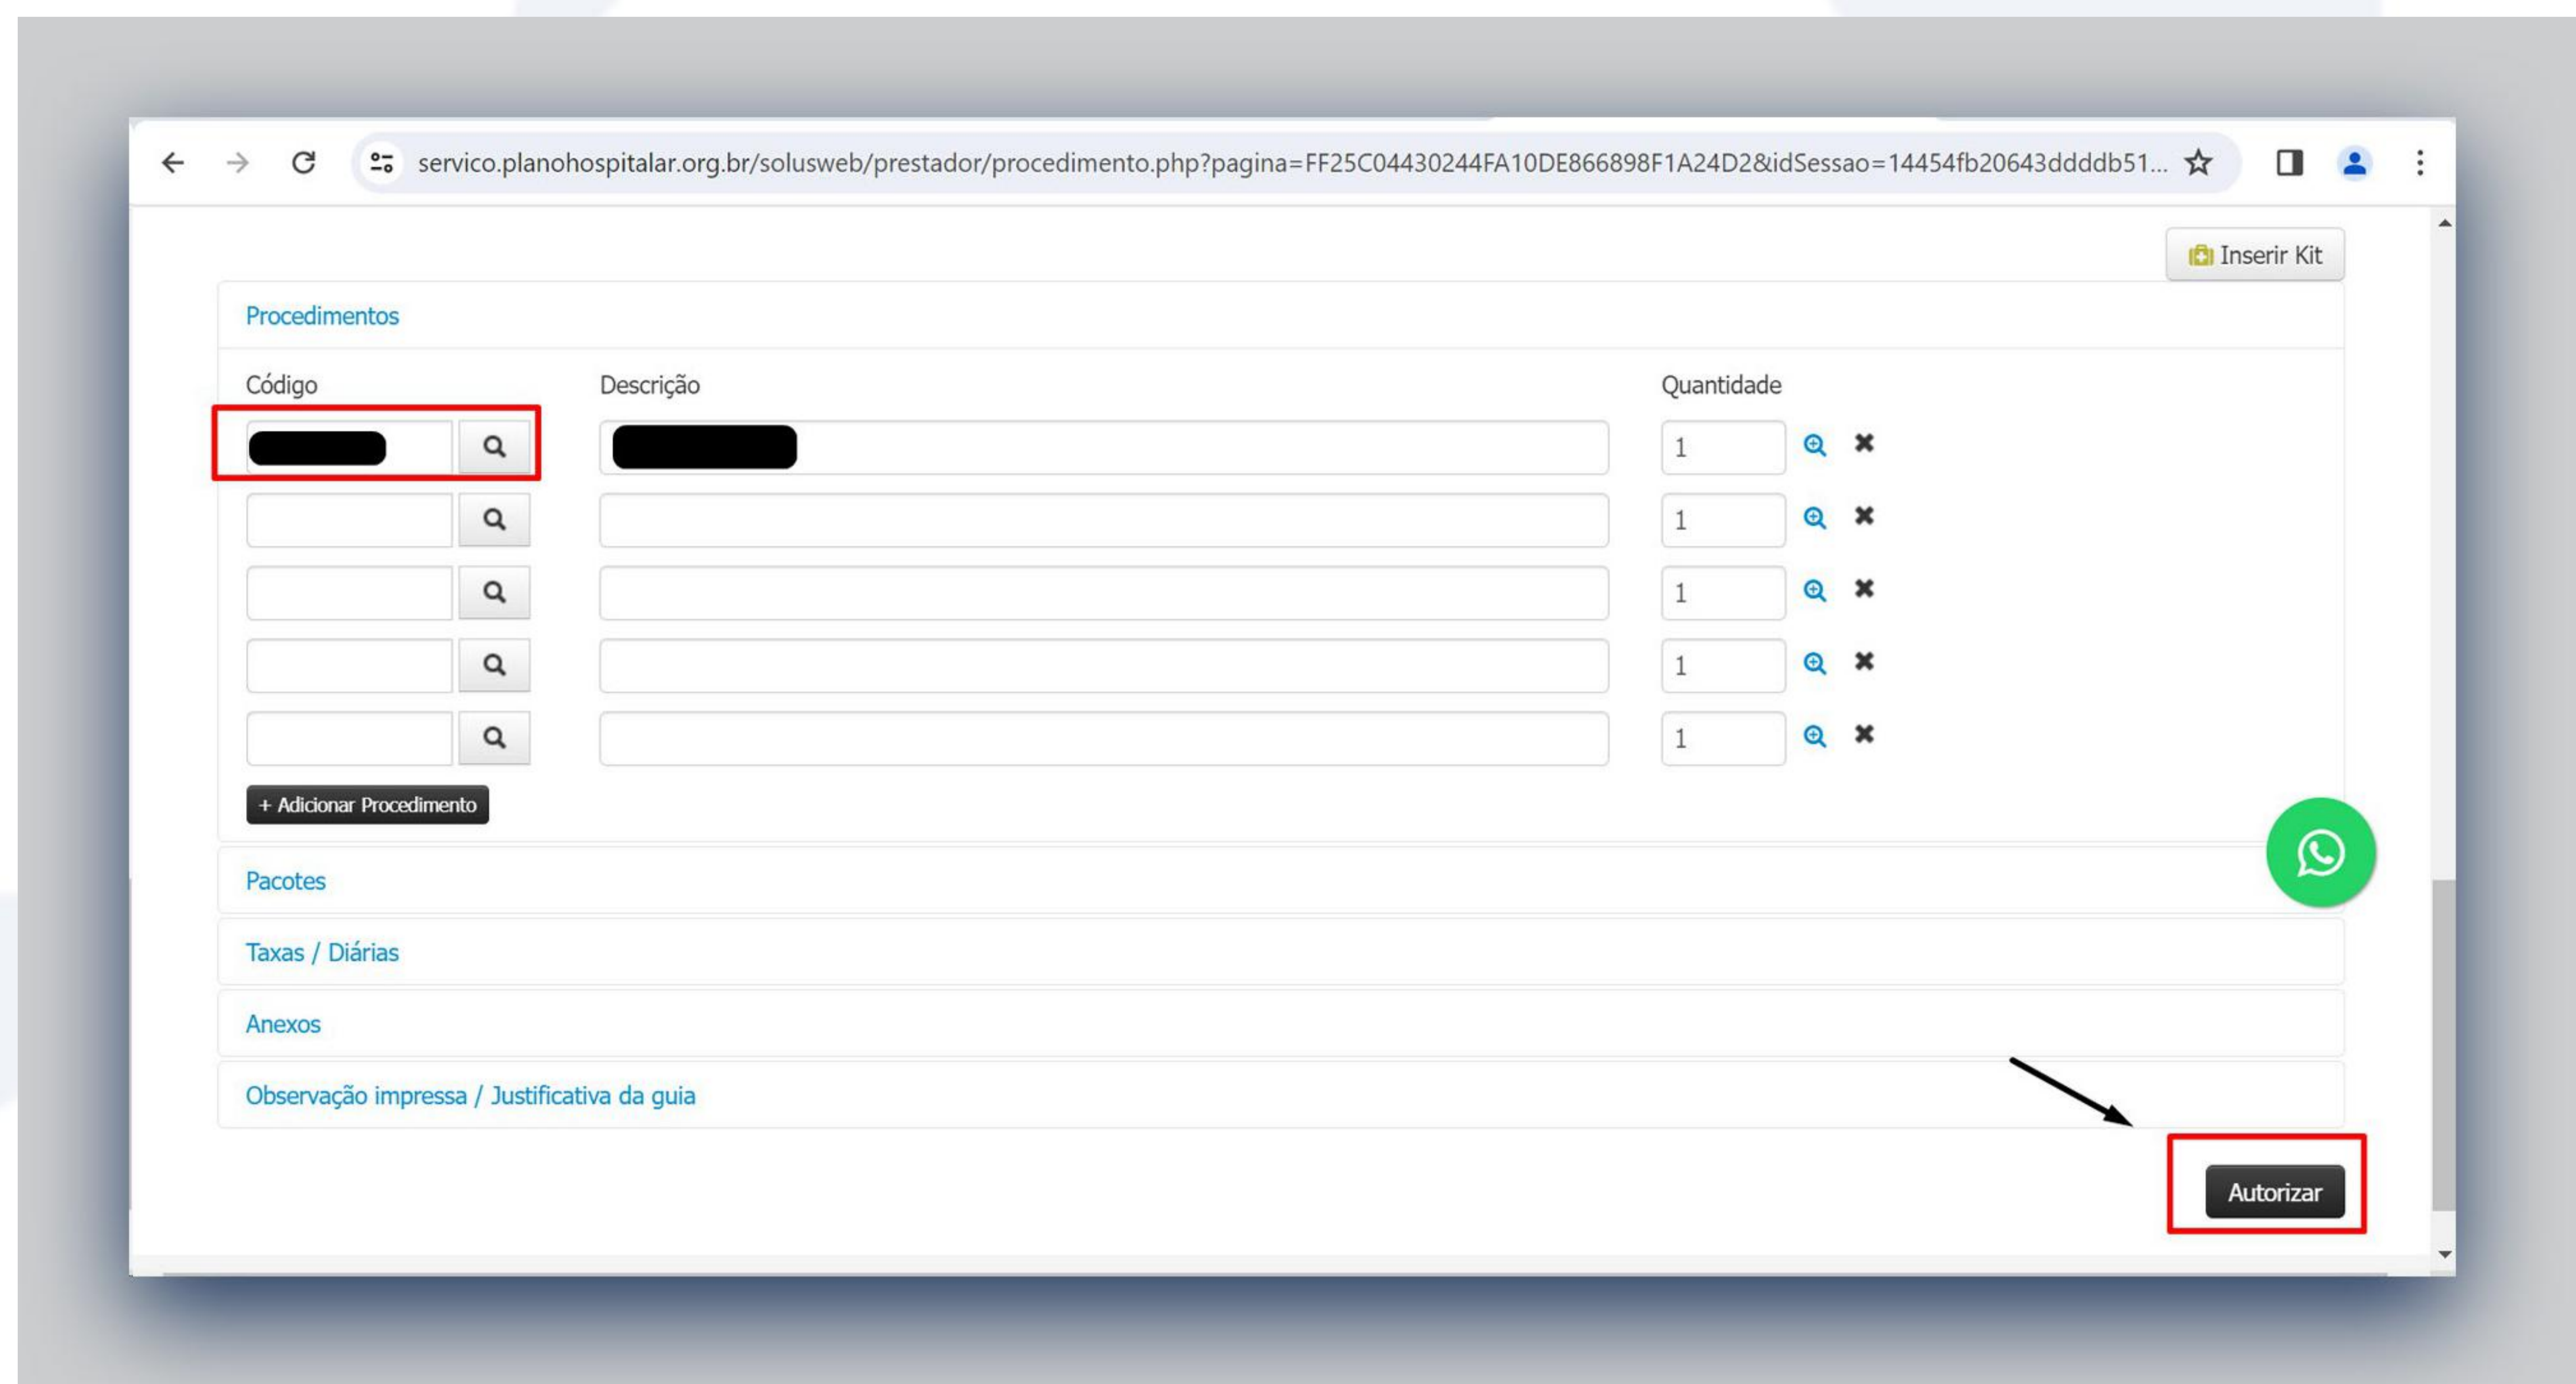 servico.planohospitalar.org.br/solusweb/prestador/procedimento.php?pagina=FF25C04430244FA10DE866898F1A24D2&idSessao=14454fb20643ddddb51...
Inserir Kit
Procedimentos
Código Descrição Quantidade
1
1
1
1
1
+ Adicionar Procedimento
Pacotes
Taxas / Diárias
Anexos
Observação impressa / Justificativa da guia
Autorizar